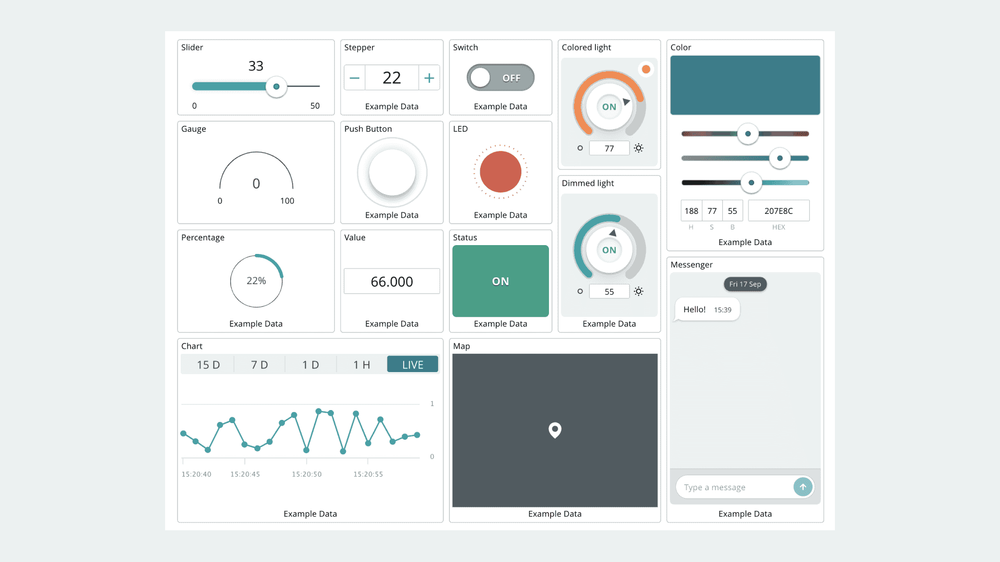 Slider
33
0
50
Stepper
22
Example Data
Switch
OFF
Example Data
Colored light
ON
77
Color
188
77
55
207E8C
H
S
B
HEX
Example Data
Gauge
0
0
100
Push Button
Example Data
LED
Example Data
Dimmed light
ON
55
Example Data
Percentage
22%
Example Data
Value
66.000
Example Data
Status
ON
Example Data
Messenger
Fri 17 Sep
Hello! 15:39
Type a message
Example Data
Chart
15 D
7 D
1 D
1 H
LIVE
1
0
15:20:40
15:20:45
15:20:50
15:20:55
Example Data
Map
Example Data